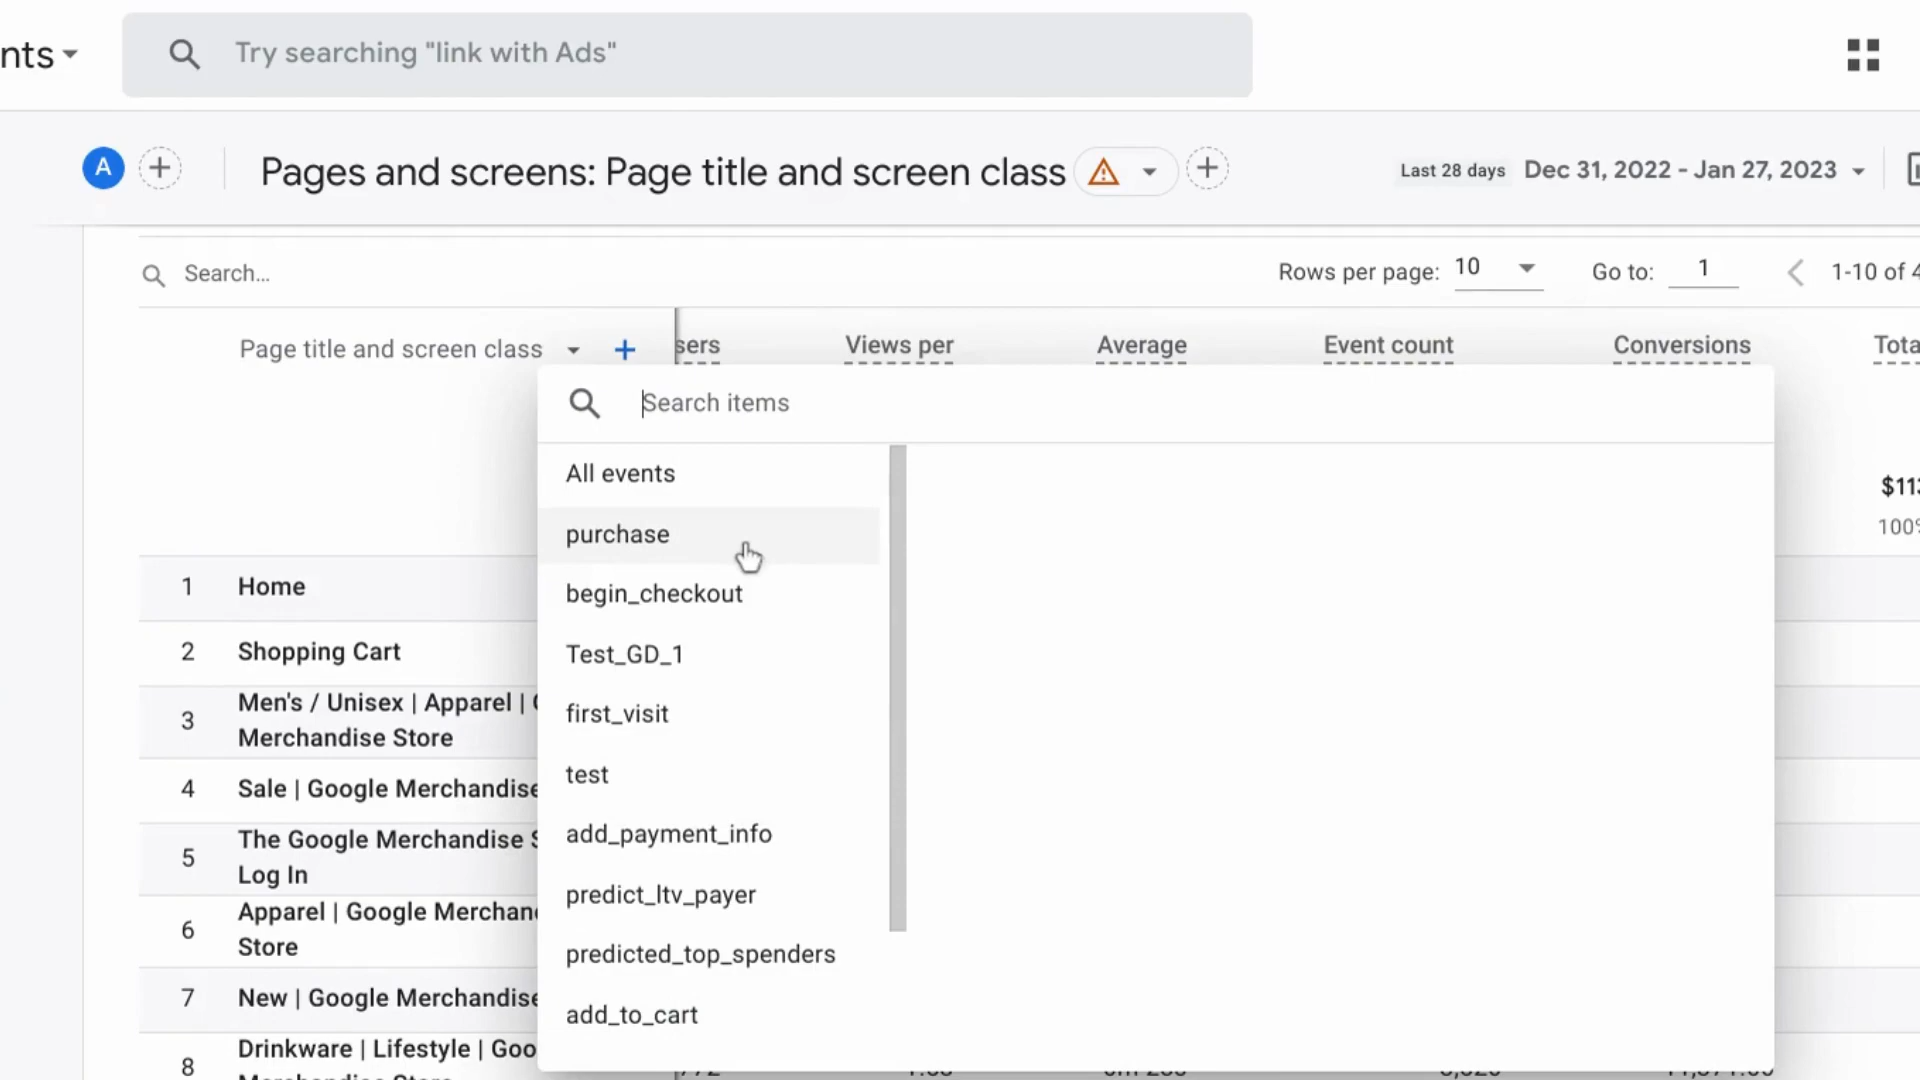 nts
Try searching "link with Ads"
A
Pages and screens: Page title and screen class
Last 28 days
Dec 31, 2022 - Jan 27, 2023
Search...
Rows per page: 10
Go to: 1
1-10 of 4
Page title and screen class
sers
Views per
Average
Event count
Conversions
Tota
Search items
All events
purchase
begin_checkout
Test_GD_1
first_visit
test
add_payment_info
predict_ltv_payer
predicted_top_spenders
add_to_cart
$113
100%
1 Home
2 Shopping Cart
3 Men's / Unisex | Apparel |
Merchandise Store
4 Sale | Google Merchandise
5 The Google Merchandise S
Log In
6 Apparel | Google Merchan
Store
7 New | Google Merchandise
8 Drinkware | Lifestyle | Goo